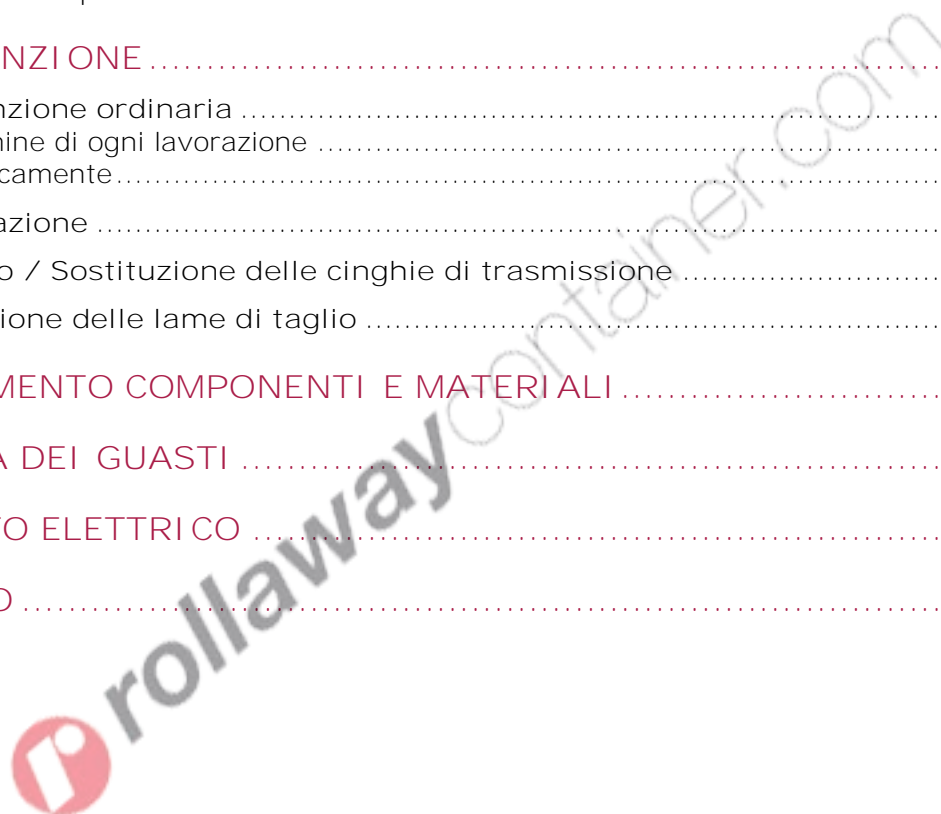 NZIONE
nzione ordinaria
nine di ogni lavorazione
camente
azione
o / Sostituzione delle cinghie di trasmissione
ione delle lame di taglio
MENTO COMPONENTI E MATERIALI
A DEI GUASTI
O ELETTRICO
O
rollawaycontainer.com